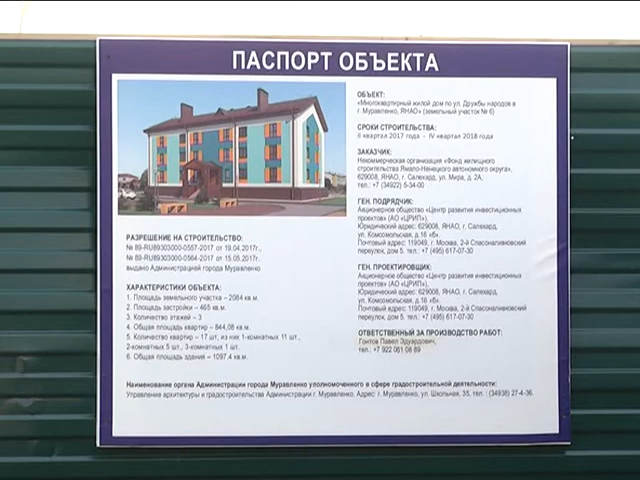 ПАСПОРТ ОБЪЕКТА
ОБЪЕКТ:
«Многоквартирный жилой дом по ул. Дружбы народов в
г. Муравленко, ЯНАО» (земельный участок № 6)
СРОКИ СТРОИТЕЛЬСТВА:
II квартал 2017 года - IV квартал 2018 года
ЗАКАЗЧИК:
Некоммерческая организация «Фонд жилищного
строительства Ямало-Ненецкого автономного округа»,
629008, ЯНАО, г. Салехард, ул. Мира, д. 2А,
тел.: +7 (34922) 5-34-00
ГЕН. ПОДРЯДЧИК:
Акционерное общество «Центр развития инвестиционных
проектов» (АО «ЦРИП»),
Юридический адрес: 629008, ЯНАО, г. Салехард,
ул. Комсомольская, д.16 «б».
Почтовый адрес: 119049, г. Москва, 2-й Спасоналивковский
переулок, дом 5. тел.: +7 (495) 617-07-30
ГЕН. ПРОЕКТИРОВЩИК:
Акционерное общество «Центр развития инвестиционных
проектов» (АО «ЦРИП»),
Юридический адрес: 629008, ЯНАО, г. Салехард,
ул. Комсомольская, д.16 «б».
Почтовый адрес: 119049, г. Москва, 2-й Спасоналивковский
переулок, дом 5. тел.: +7 (495) 617-07-30
ОТВЕТСТВЕННЫЙ ЗА ПРОИЗВОДСТВО РАБОТ:
Гонтов Павел Эдуардович,
тел.: +7 922 061 08 89
РАЗРЕШЕНИЕ НА СТРОИТЕЛЬСТВО:
№ 89-RU89303000-0557-2017 от 19.04.2017г.,
№ 89-RU89303000-0564-2017 от 15.05.2017г.
выдано Администрацией города Муравленко
ХАРАКТЕРИСТИКИ ОБЪЕКТА:
1. Площадь земельного участка – 2084 кв.м.
2. Площадь застройки – 465 кв.м.
3. Количество этажей – 3
4. Общая площадь квартир – 844,08 кв.м.
5. Количество квартир – 17 шт, из них 1-комнатных 11 шт.,
2-комнатных 5 шт., 3-комнатных 1 шт.
6. Общая площадь здания – 1097.4 кв.м.
Наименование органа Администрации города Муравленко уполномоченного в сфере градостроительной деятельности:
Управление архитектуры и градостроительства Администрации г. Муравленко. Адрес: г. Муравленко, ул. Школьная, 35, тел. : (34938) 27-4-36.